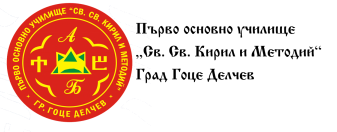 ПЪРВО ОСНОВНО УЧИЛИЩЕ "СВ. СВ. КИРИЛ И МЕТОДИЙ"
А
Б
• ГР. ГОЦЕ ДЕЛЧЕВ •
Първо основно училище
„Св. Св. Кирил и Методий“
Град Гоце Делчев